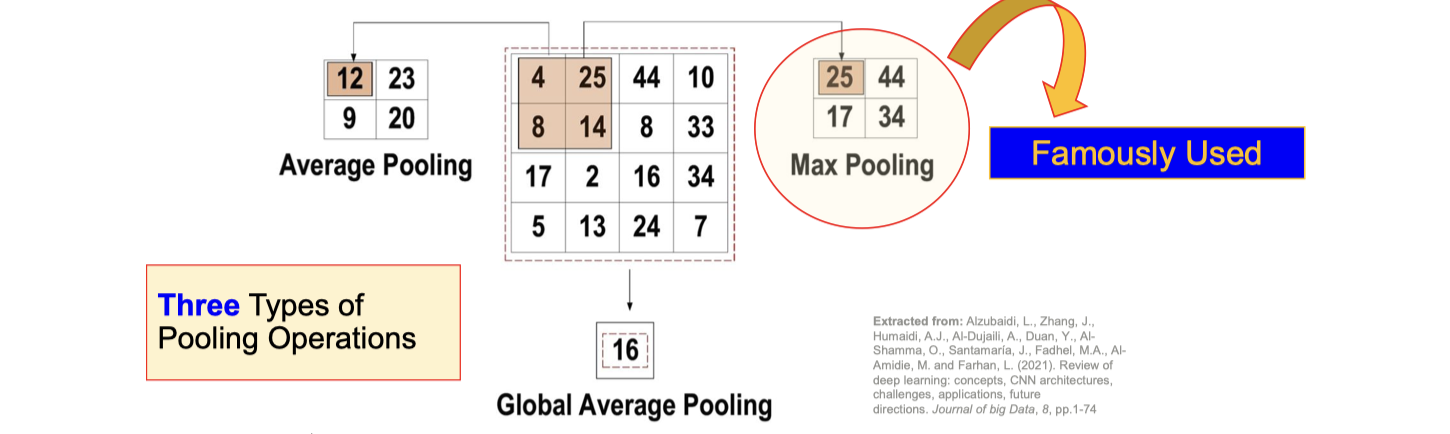 12 23
9 20
Average Pooling
4 25 44 10
8 14 8 33
17 2 16 34
5 13 24 7
25 44
17 34
Max Pooling
Famously Used
Three Types of
Pooling Operations
16
Global Average Pooling
Extracted from: Alzubaidi, L., Zhang, J.,
Humaidi, A.J., Al-Dujaili, A., Duan, Y., Al-
Shamma, O., Santamaría, J., Fadhel, M.A., Al-
Amidie, M. and Farhan, L. (2021). Review of
deep learning: concepts, CNN architectures,
challenges, applications, future
directions. Journal of big Data, 8, pp.1-74